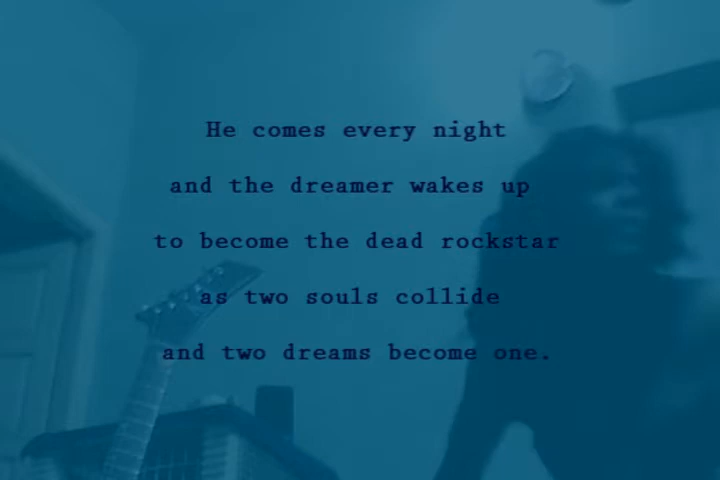 He comes every night
and the dreamer wakes up
to become the dead rockstar
as two souls collide
and two dreams become one.